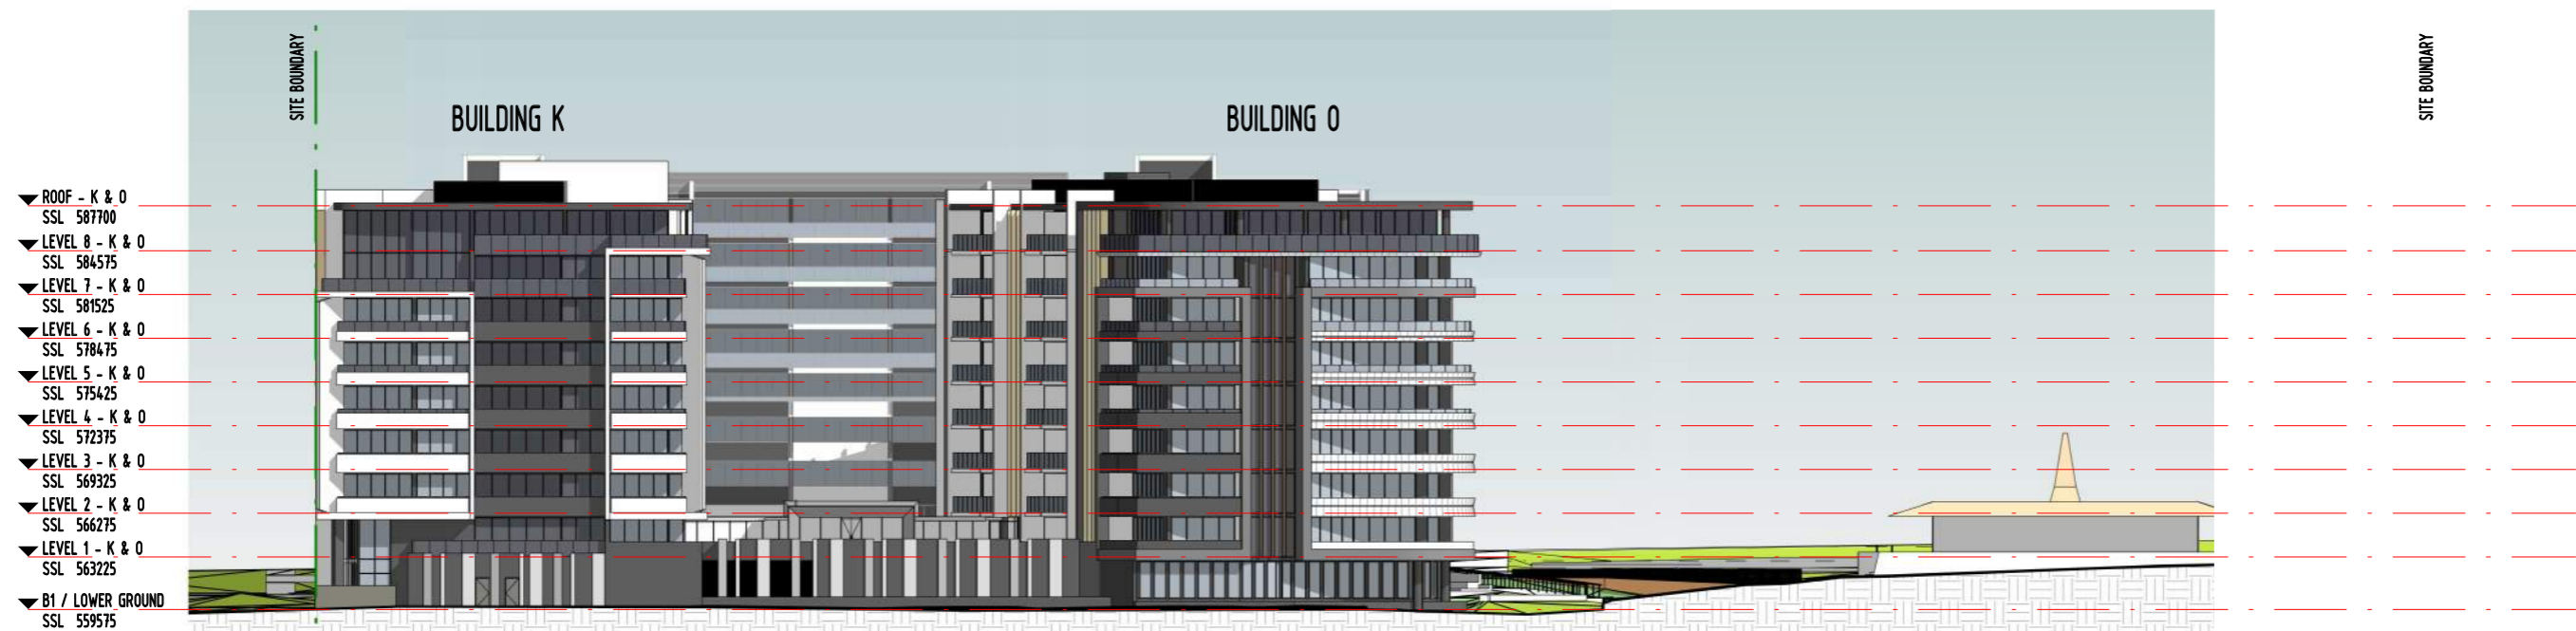 SITE BOUNDARY
SITE BOUNDARY
BUILDING K
BUILDING O
ROOF - K & O
SSL 587700
LEVEL 8 - K & O
SSL 584575
LEVEL 7 - K & O
SSL 581525
LEVEL 6 - K & O
SSL 578475
LEVEL 5 - K & O
SSL 575425
LEVEL 4 - K & O
SSL 572375
LEVEL 3 - K & O
SSL 569325
LEVEL 2 - K & O
SSL 566275
LEVEL 1 - K & O
SSL 563225
B1 / LOWER GROUND
SSL 559575